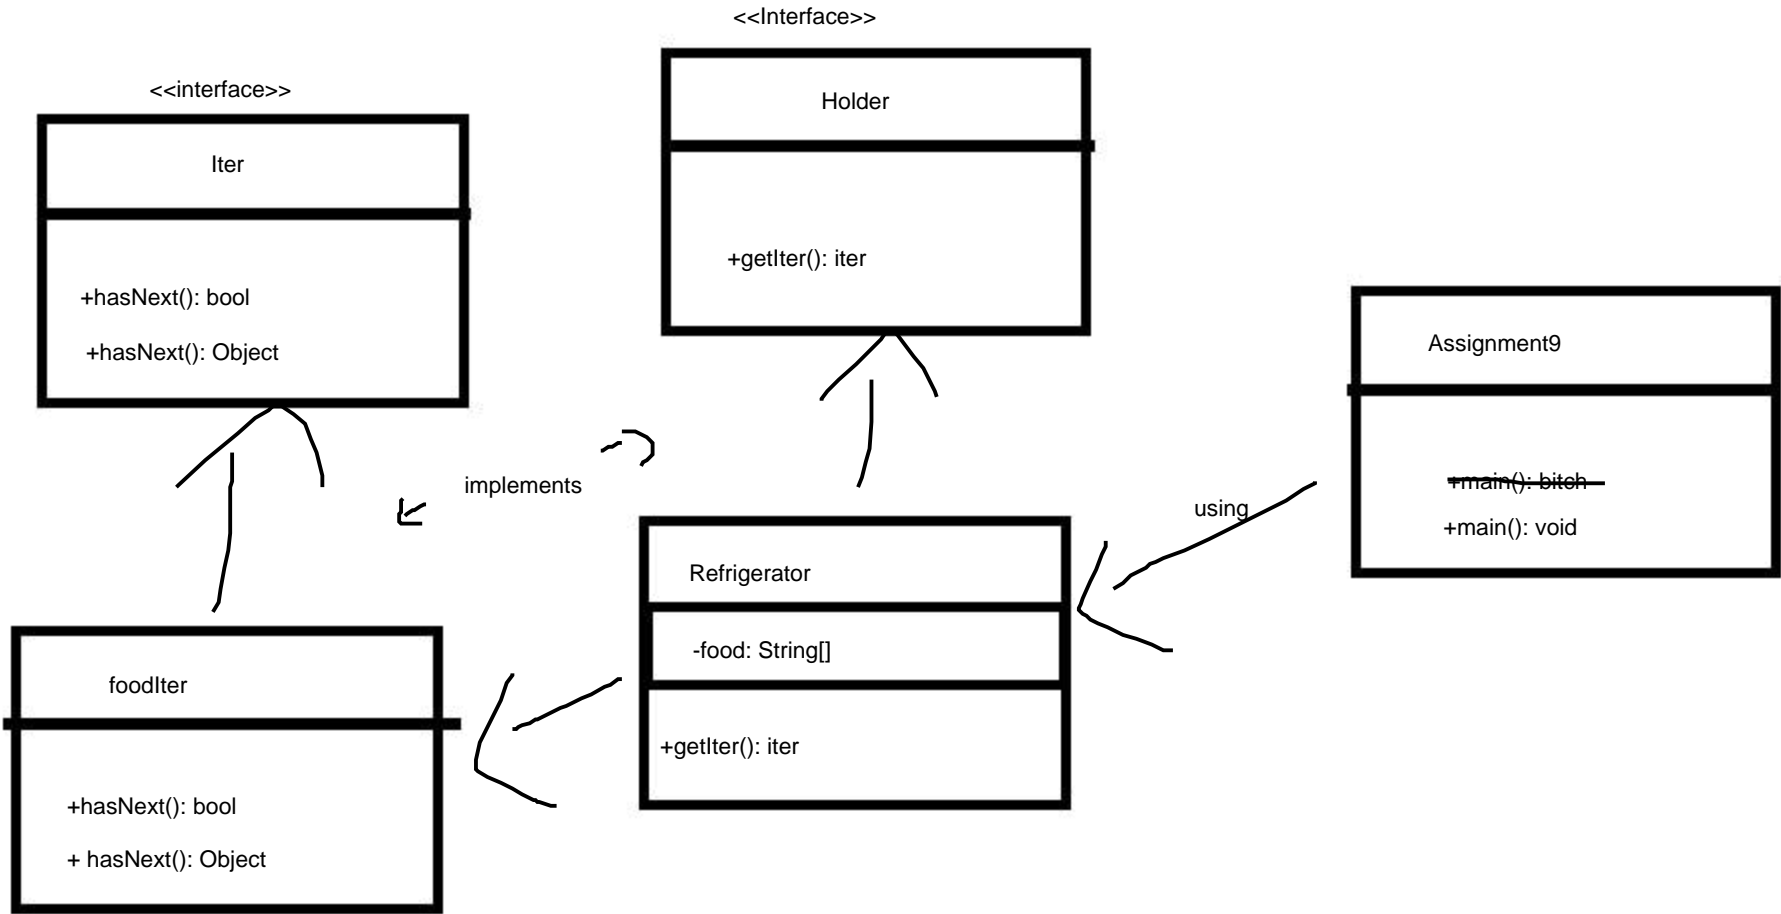 <<interface>>
Iter
+hasNext(): bool
+hasNext(): Object
<<Interface>>
Holder
+getIter(): iter
implements
foodIter
+hasNext(): bool
+ hasNext(): Object
Refrigerator
-food: String[]
+getIter(): iter
using
Assignment9
+main(): bitch
+main(): void